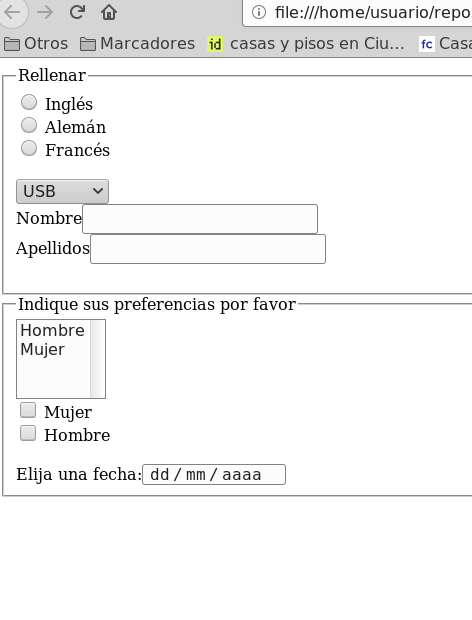 file:///home/usuario/repo
Otros Marcadores id casas y pisos en Ciu... fc Casa
Rellenar
Inglés
Alemán
Francés
USB
Nombre
Apellidos
Indique sus preferencias por favor
Hombre
Mujer
Mujer
Hombre
Elija una fecha: dd/mm/aaaa